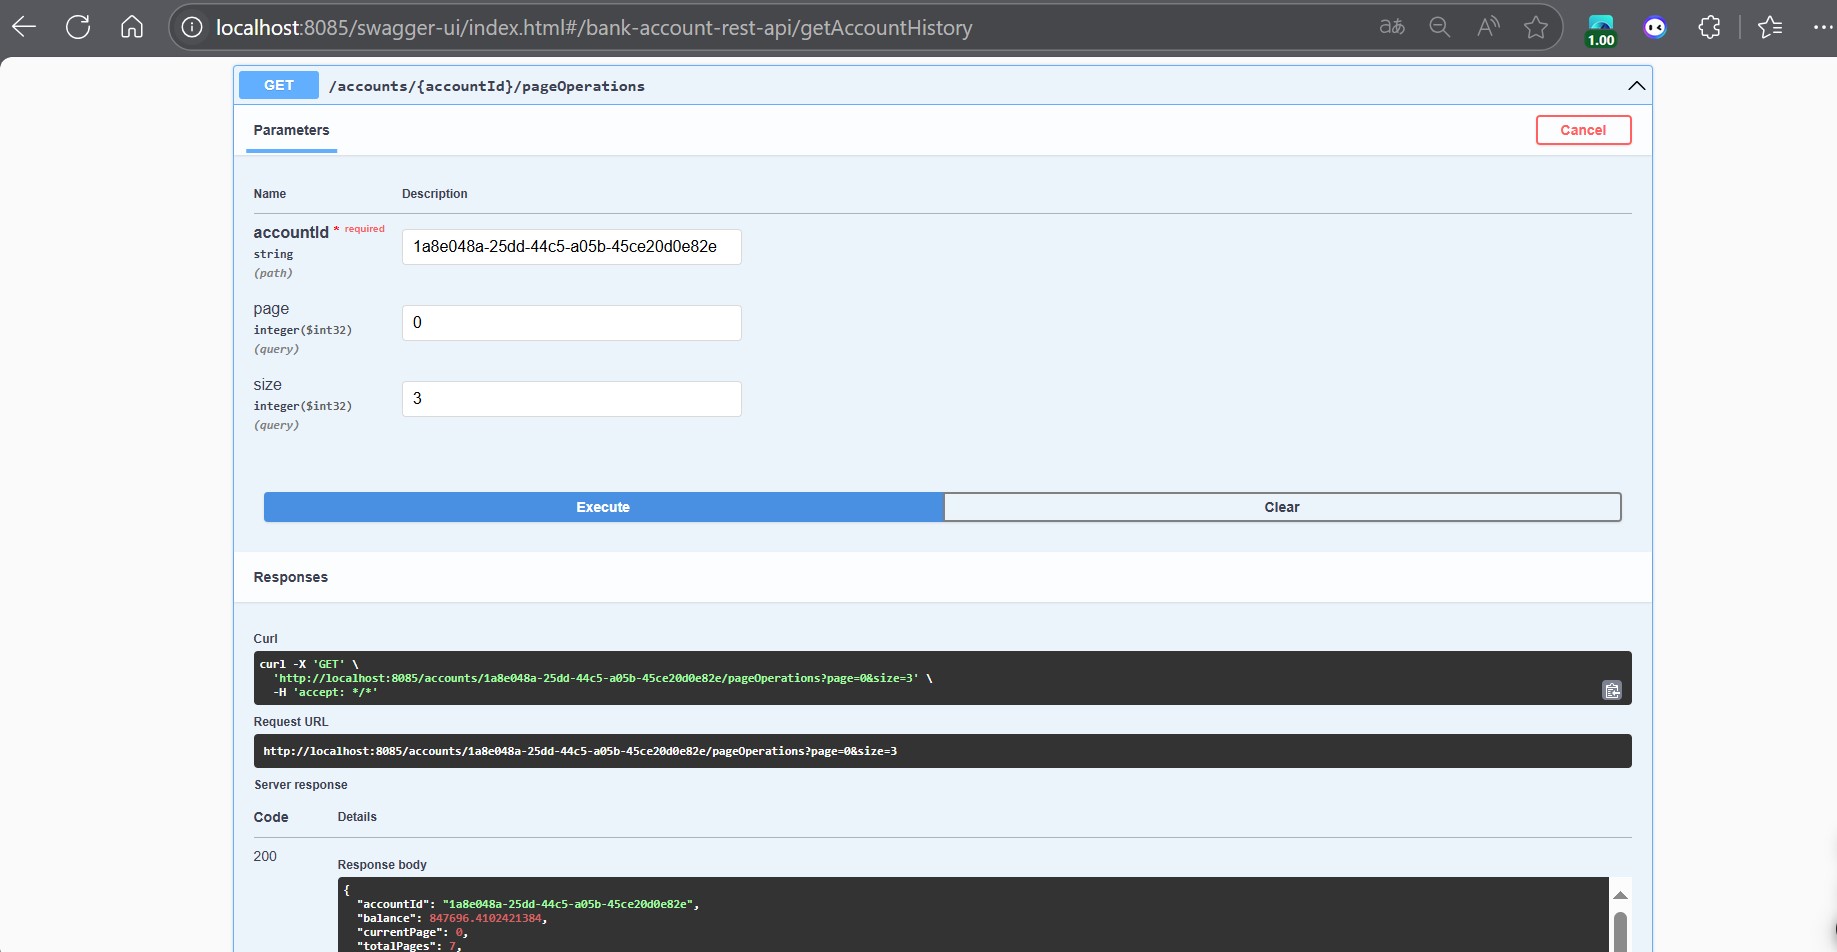 localhost:8085/swagger-ui/index.html#/bank-account-rest-api/getAccountHistory
aあ
A
1.00
GET /accounts/{accountId}/pageOperations
Parameters
Cancel
Name Description
accountId * required
string
(path)
1a8e048a-25dd-44c5-a05b-45ce20d0e82e
page
integer($int32)
(query)
0
size
integer($int32)
(query)
3
Execute
Clear
Responses
Curl
curl -X 'GET' \
'http://localhost:8085/accounts/1a8e048a-25dd-44c5-a05b-45ce20d0e82e/pageOperations?page=0&size=3' \
-H 'accept: */*'
Request URL
http://localhost:8085/accounts/1a8e048a-25dd-44c5-a05b-45ce20d0e82e/pageOperations?page=0&size=3
Server response
Code Details
200
Response body
{
"accountId": "1a8e048a-25dd-44c5-a05b-45ce20d0e82e",
"balance": 847696.4102421384,
"currentPage": 0,
"totalPages": 7,